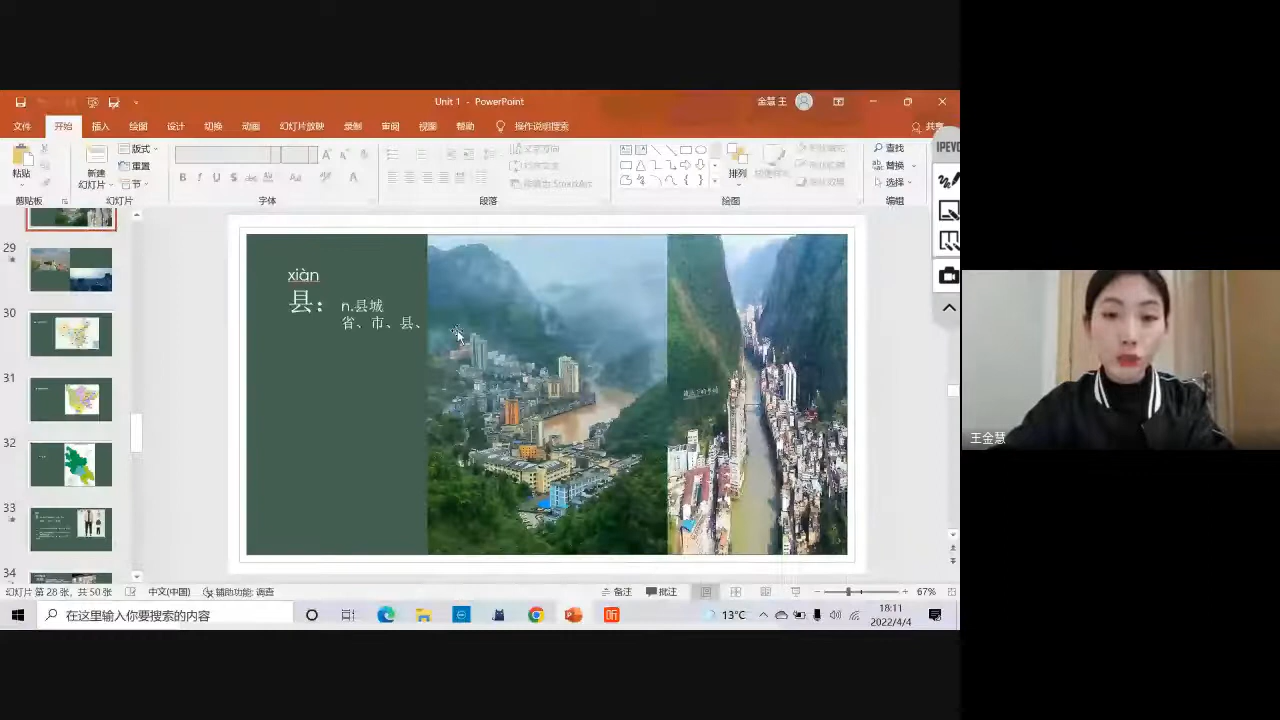 Unit 1 - PowerPoint
金慧 王
文件 开始 插入 绘图 设计 切换 动画 幻灯片放映 录制 审阅 视图 帮助 操作说明搜索 共享
粘贴
新建
幻灯片
版式
重置
节
B I U S
Aa
A
文字方向
排列
查找
替换
选择
剪贴板 幻灯片 字体 段落 绘图 编辑
IPEVO
29
30
31
32
33
34
xiàn
县： n.县城
省、市、县、
王金慧
幻灯片 第 28 张，共 50 张 中文(中国) 辅助功能: 调查 备注 批注 67%
在这里输入你要搜索的内容
13°C
18:11
2022/4/4